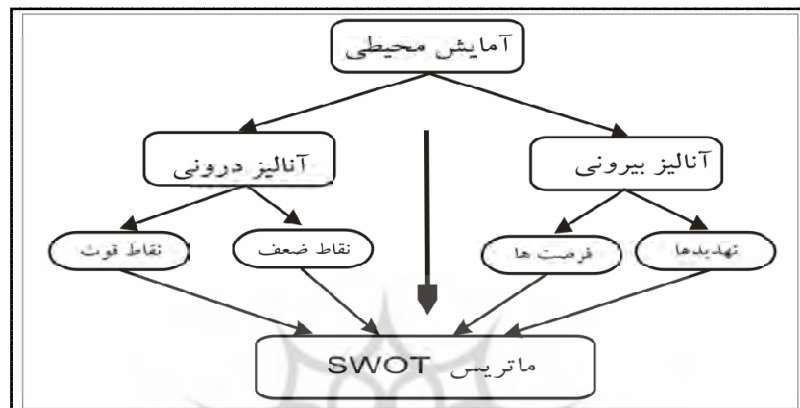 آمایش محیطی
آنالیز بیرونی
آنالیز درونی
تهدیدها
فرصت ها
نقاط ضعف
نقاط قوت
ماتریس SWOT